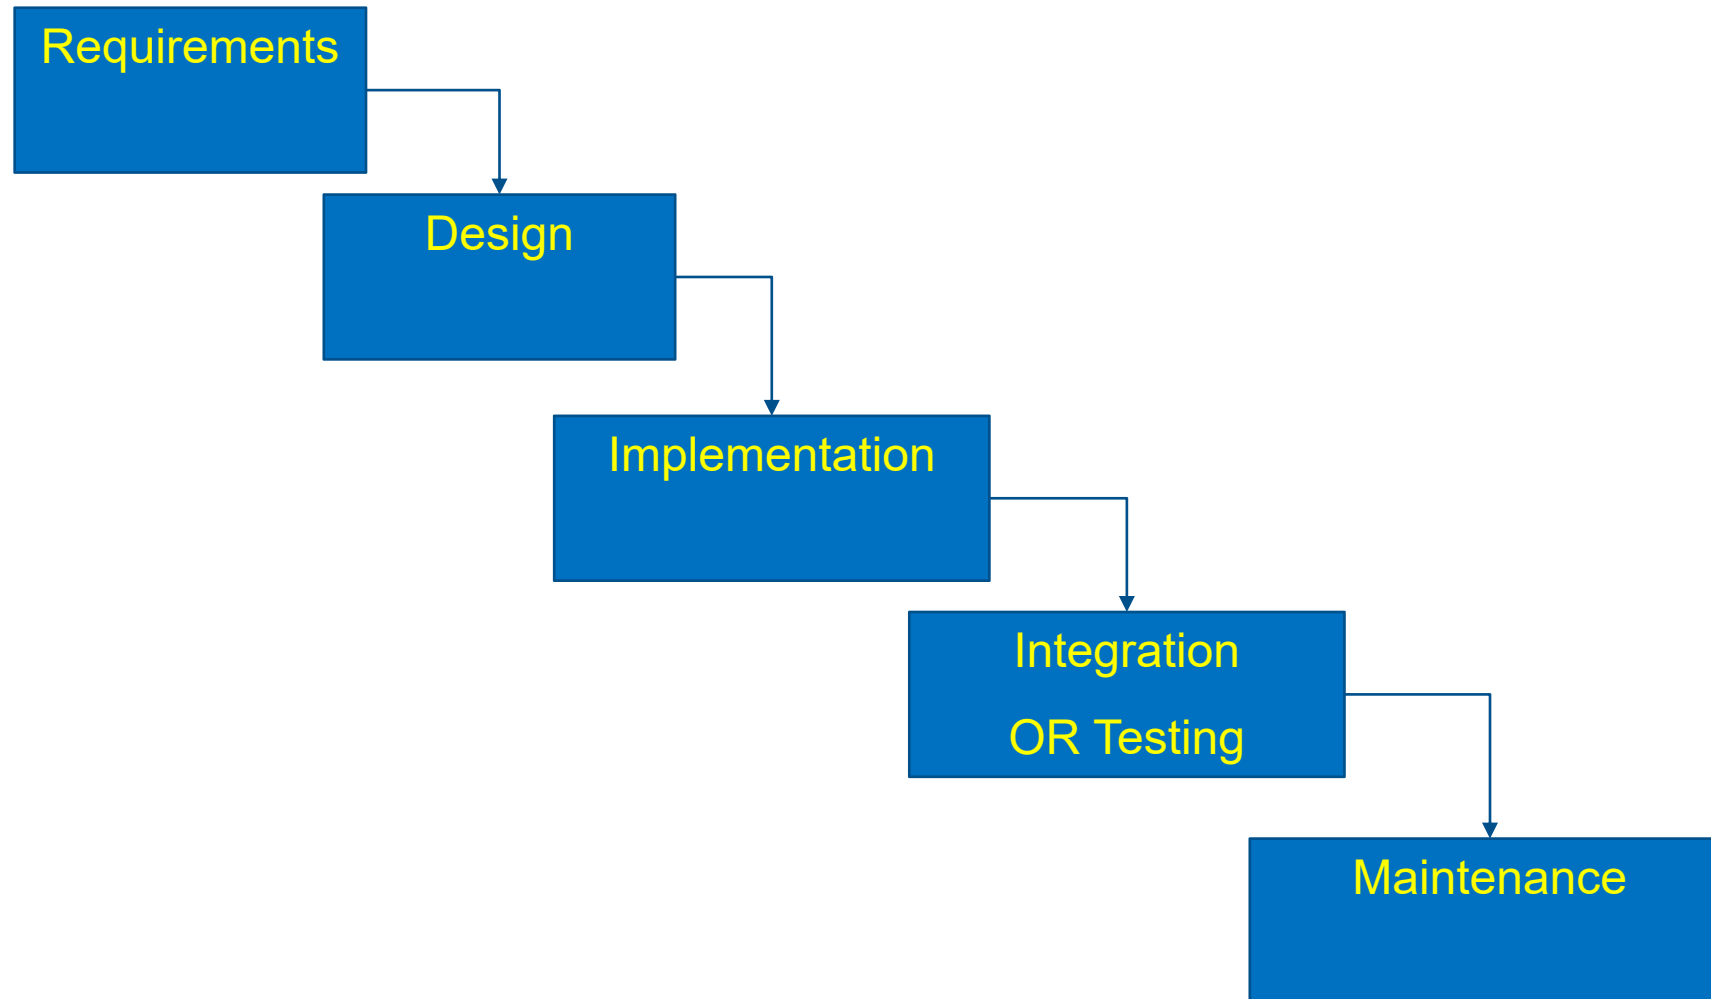 Requirements
Design
Implementation
Integration
OR Testing
Maintenance